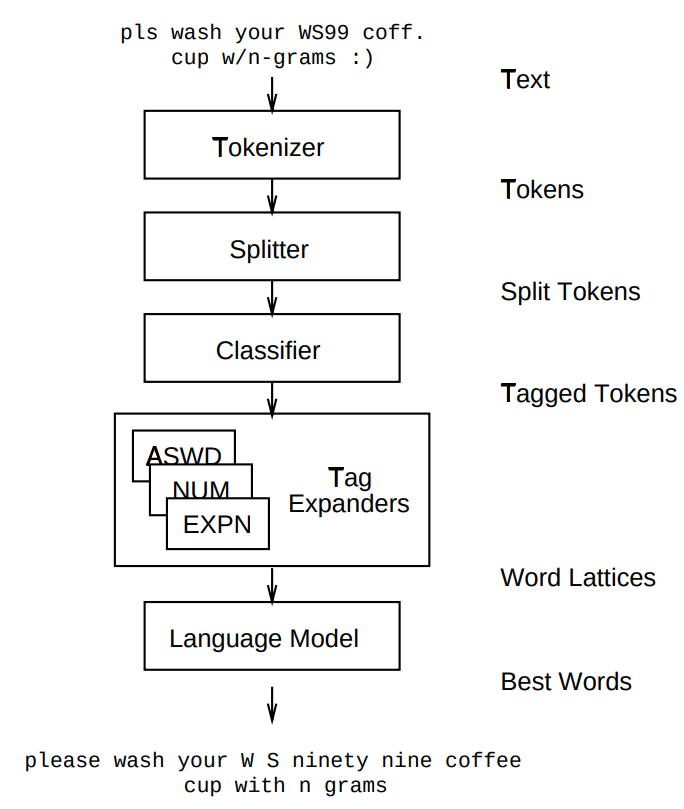 pls wash your WS99 coff.
cup w/n-grams :)
Text
Tokenizer
Tokens
Splitter
Split Tokens
Classifier
Tagged Tokens
ASWD
NUM
EXPN
Tag
Expanders
Word Lattices
Language Model
Best Words
please wash your W S ninety nine coffee
cup with n grams